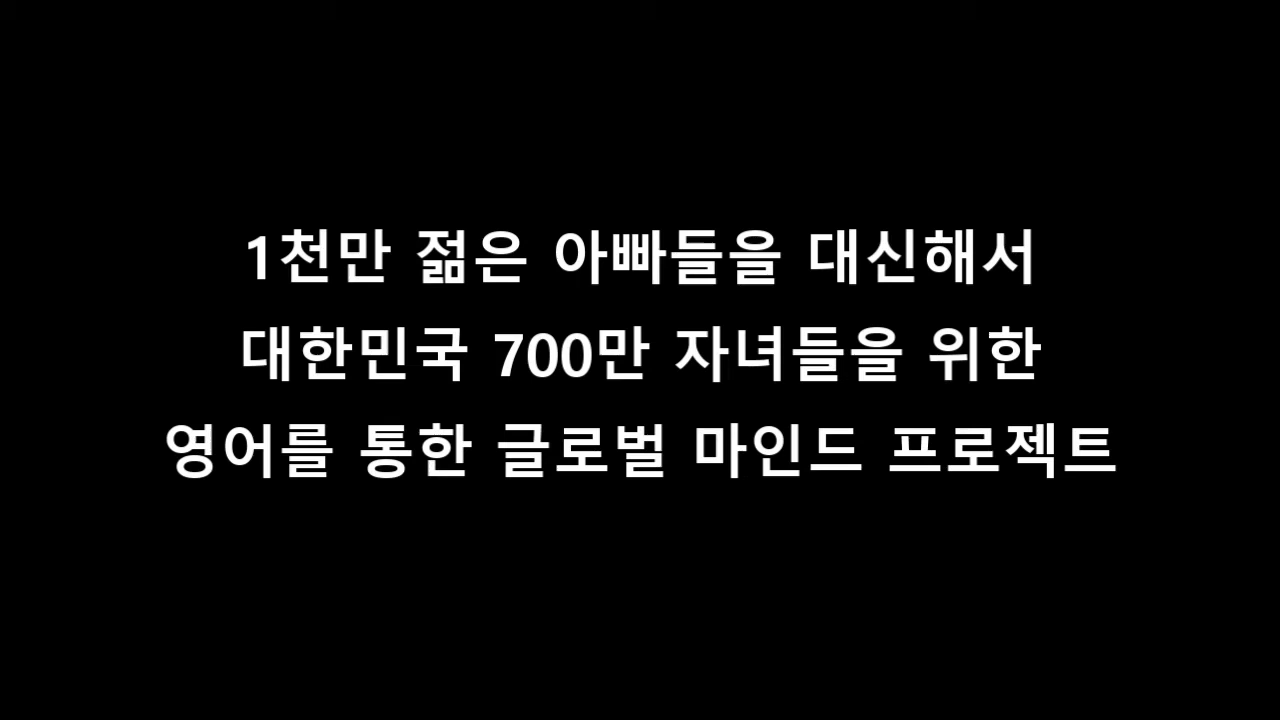 1천만 젊은 아빠들을 대신해서
대한민국 700만 자녀들을 위한
영어를 통한 글로벌 마인드 프로젝트